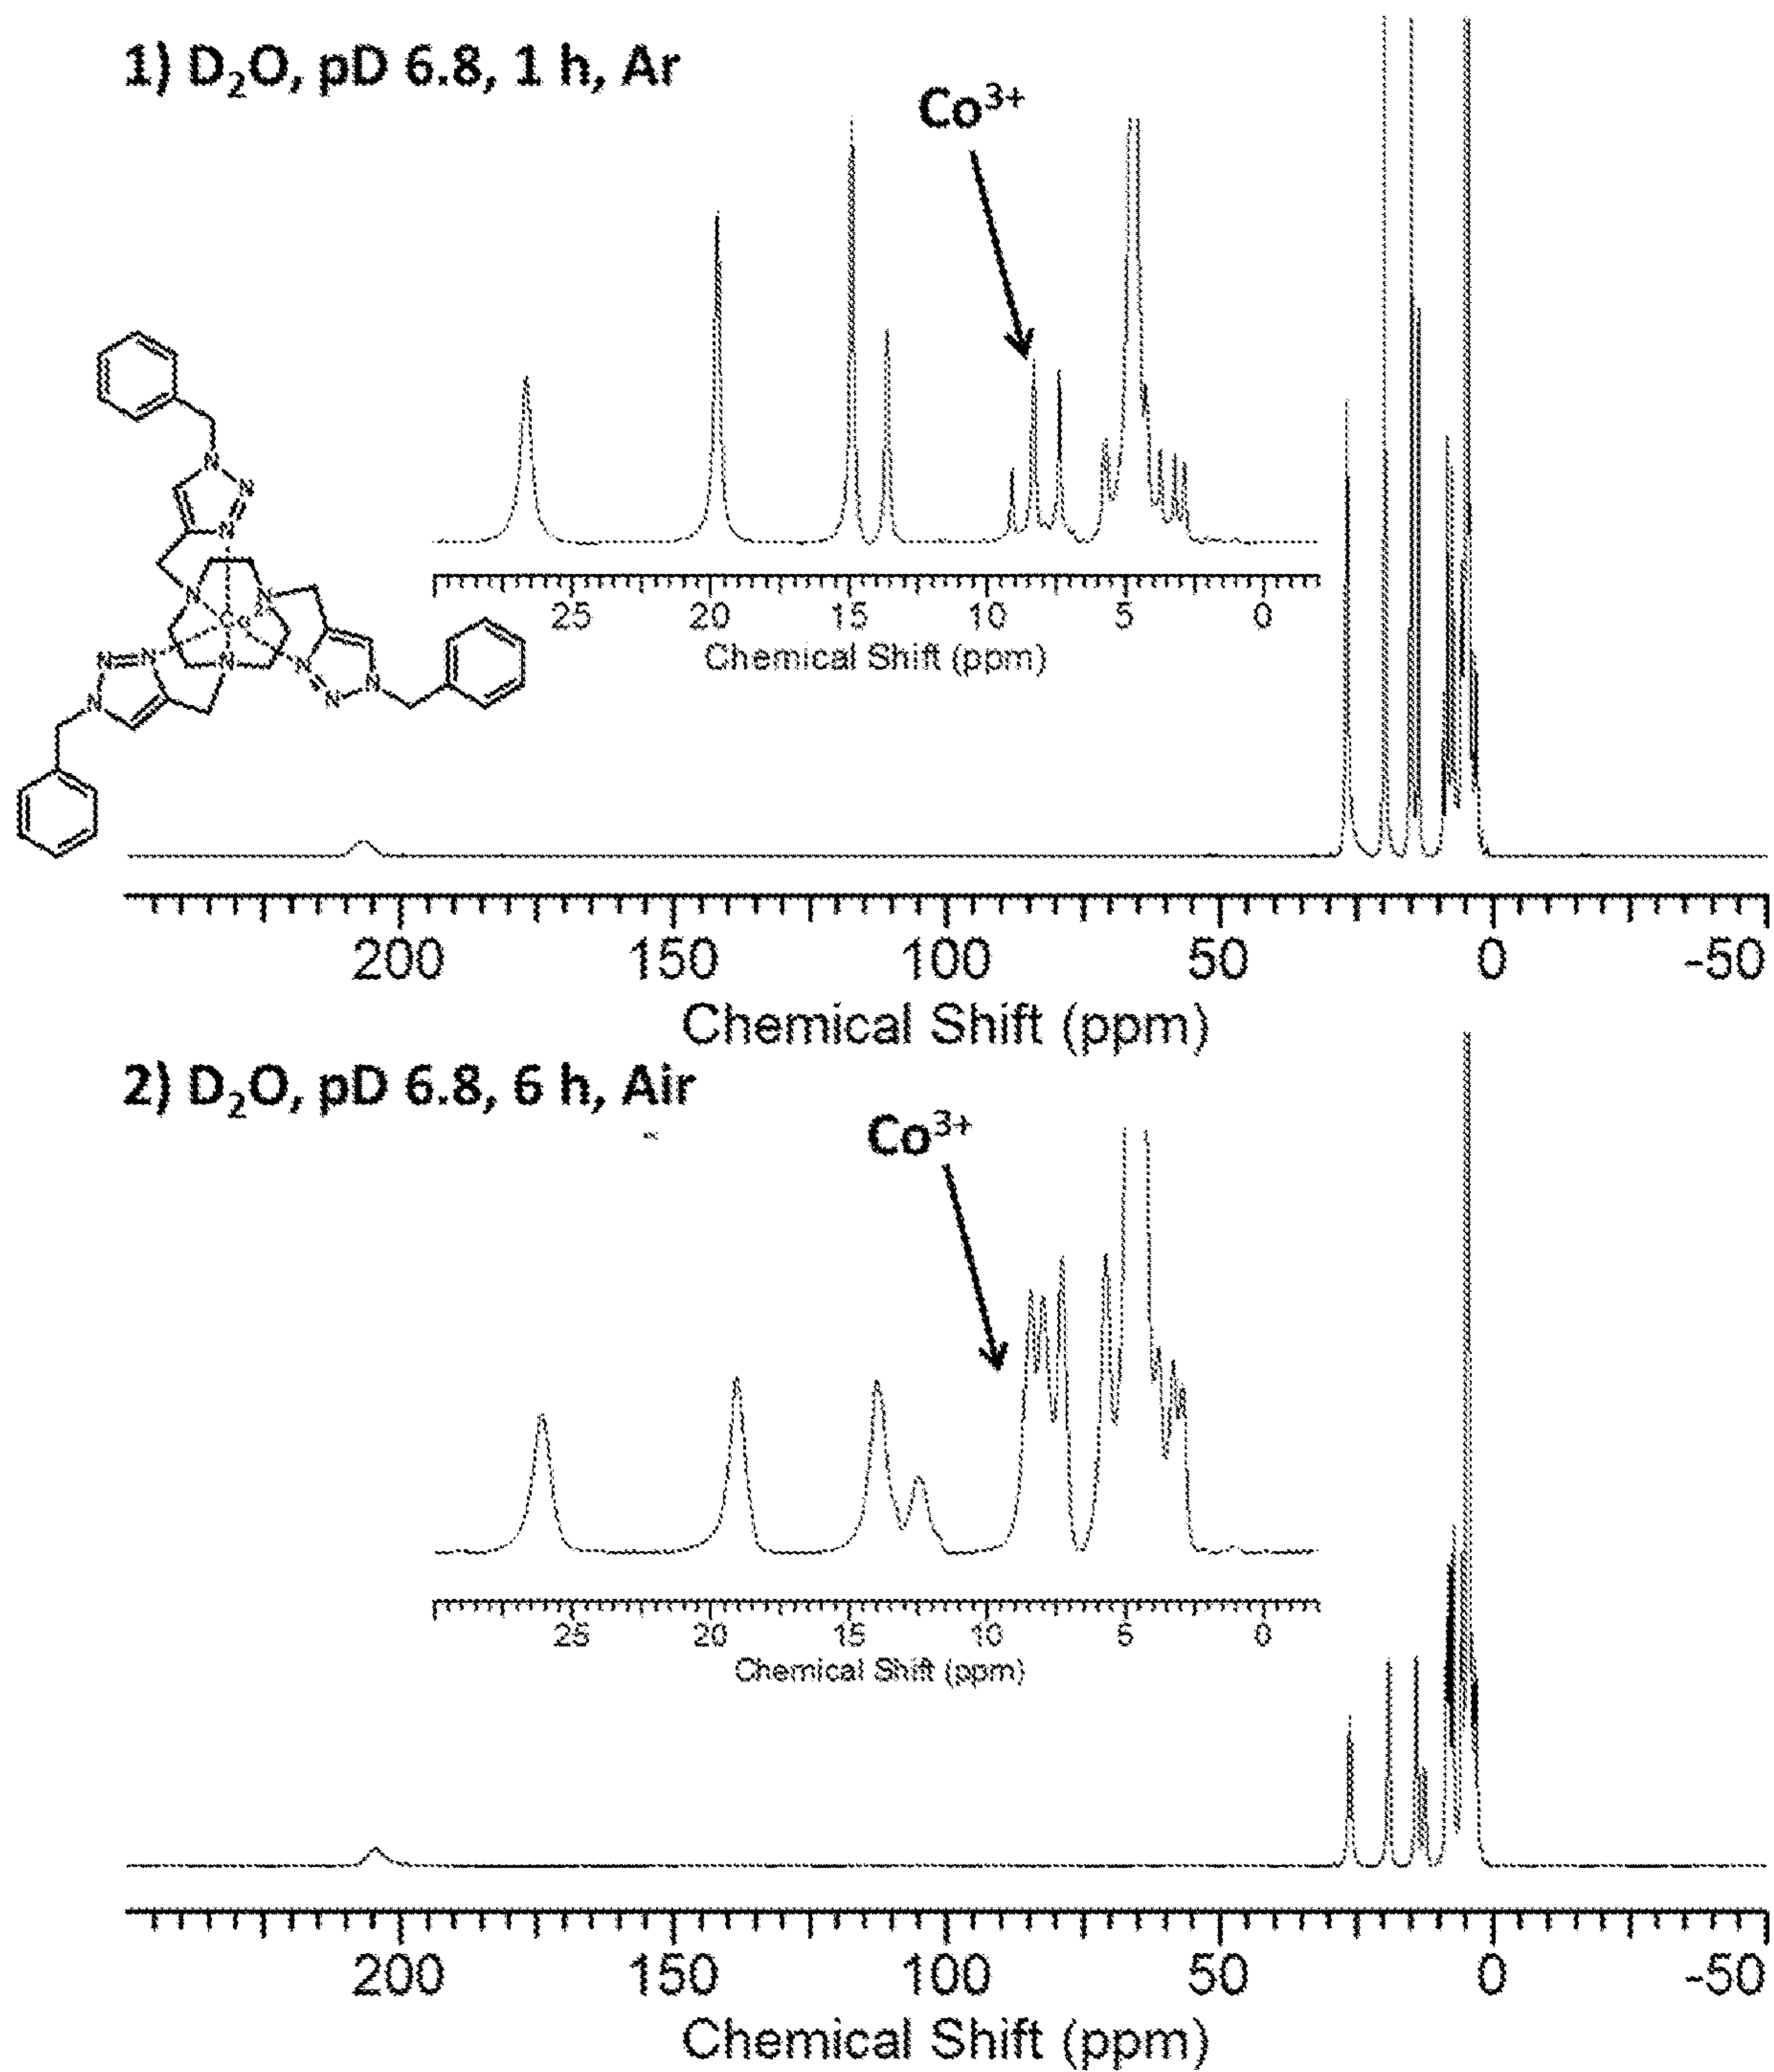 1) D₂O, pD 6.8, 1 h, Ar
Co³⁺
N
N
N
N
N
Co
N=N
N
N
N
N
N
25 20 15 10 5 0
Chemical Shift (ppm)
200 150 100 50 0 -50
Chemical Shift (ppm)
2) D₂O, pD 6.8, 6 h, Air
Co³⁺
25 20 15 10 5 0
Chemical Shift (ppm)
200 150 100 50 0 -50
Chemical Shift (ppm)